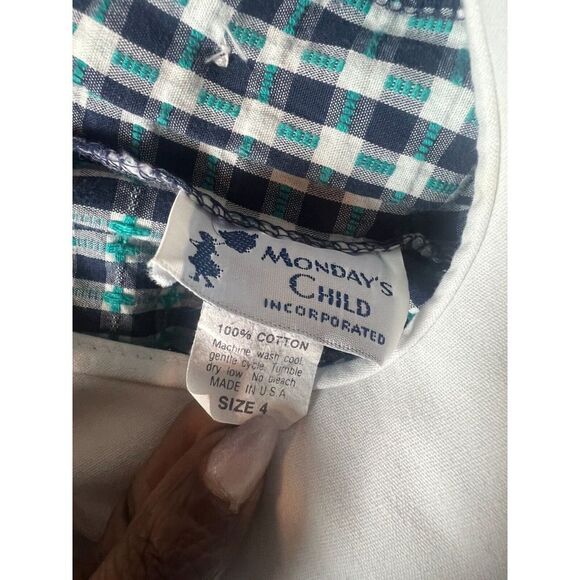 MONDAY'S
CHILD
INCORPORATED
100% COTTON
Machine wash cool
gentle cycle. Tumble
dry low No bleach
MADE IN U.S.A
SIZE 4